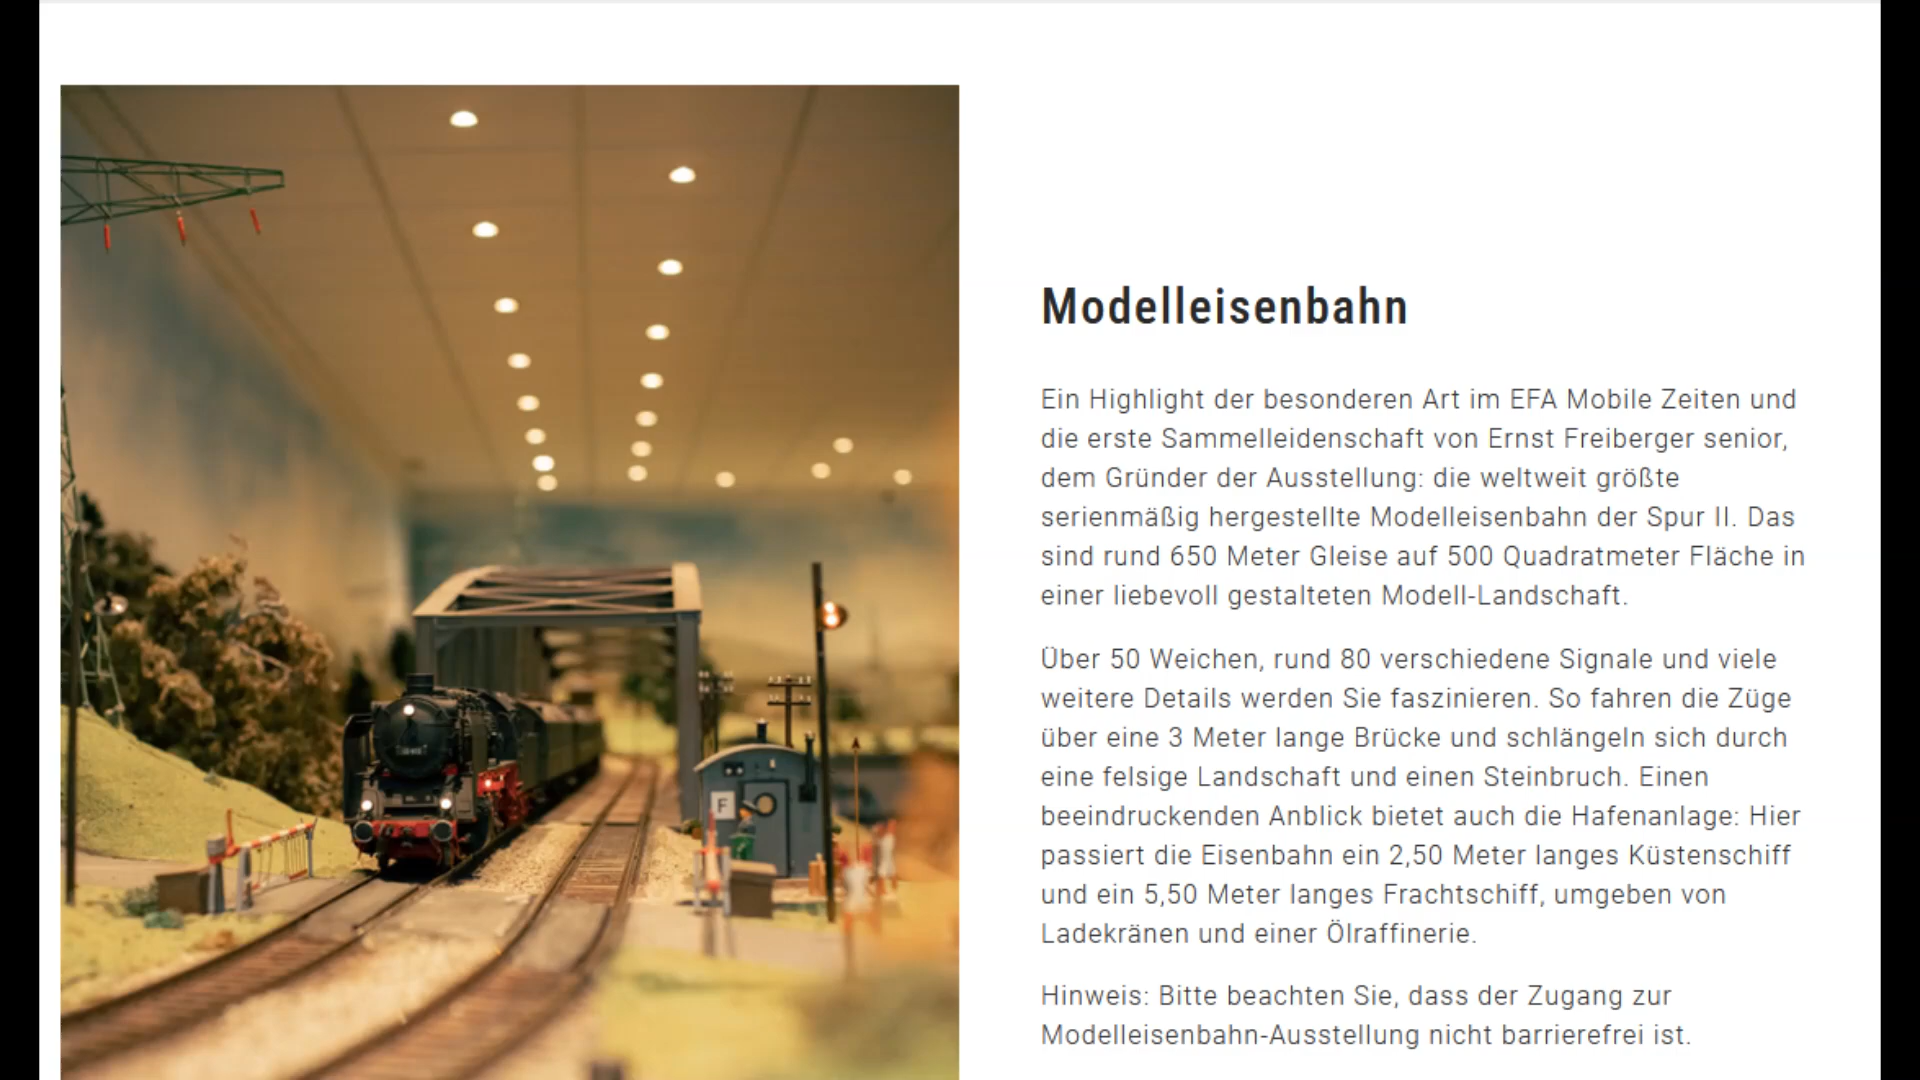 Modelleisenbahn
Ein Highlight der besonderen Art im EFA Mobile Zeiten und
die erste Sammelleidenschaft von Ernst Freiberger senior,
dem Gründer der Ausstellung: die weltweit größte
serienmäßig hergestellte Modelleisenbahn der Spur II. Das
sind rund 650 Meter Gleise auf 500 Quadratmeter Fläche in
einer liebevoll gestalteten Modell-Landschaft.
Über 50 Weichen, rund 80 verschiedene Signale und viele
weitere Details werden Sie faszinieren. So fahren die Züge
über eine 3 Meter lange Brücke und schlängeln sich durch
eine felsige Landschaft und einen Steinbruch. Einen
beeindruckenden Anblick bietet auch die Hafenanlage: Hier
passiert die Eisenbahn ein 2,50 Meter langes Küstenschiff
und ein 5,50 Meter langes Frachtschiff, umgeben von
Ladekränen und einer Ölraffinerie.
Hinweis: Bitte beachten Sie, dass der Zugang zur
Modelleisenbahn-Ausstellung nicht barrierefrei ist.
F